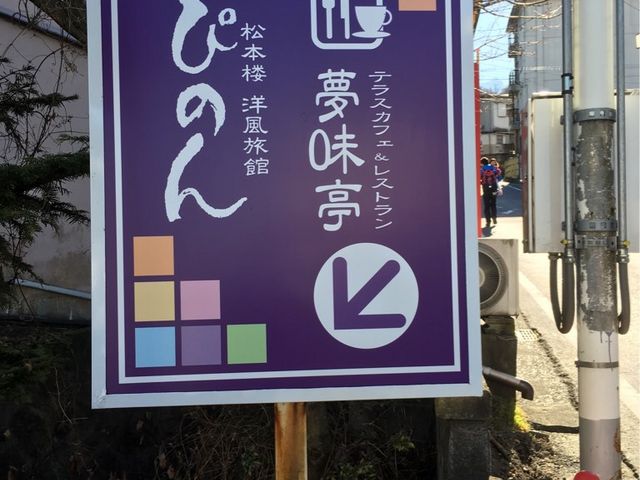 テラスカフェ&レストラン
夢味亭
松本楼 洋風旅館
ぴのん